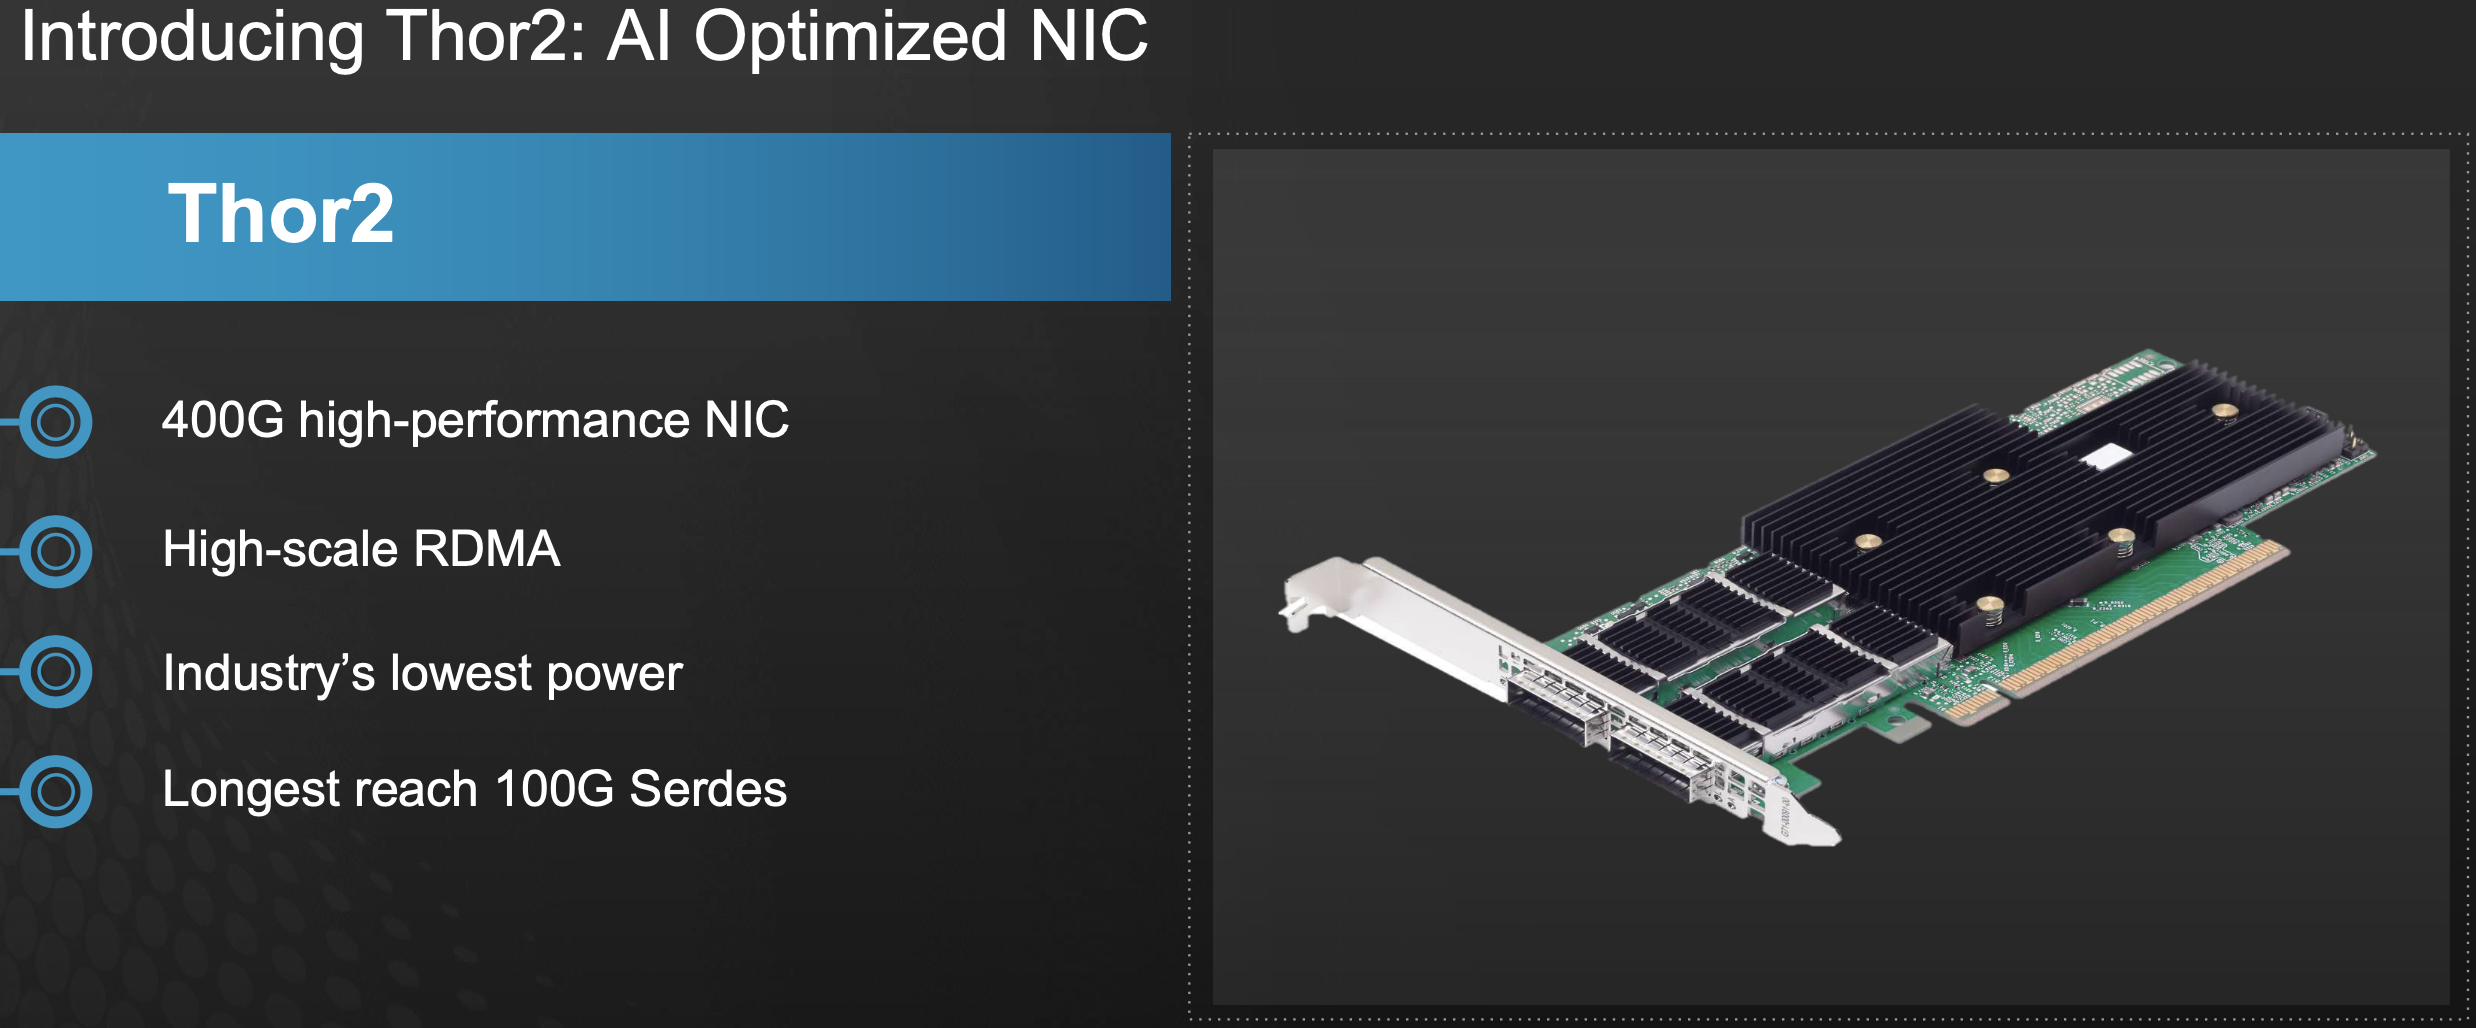 Introducing Thor2: AI Optimized NIC
Thor2
400G high-performance NIC
High-scale RDMA
Industry’s lowest power
Longest reach 100G Serdes